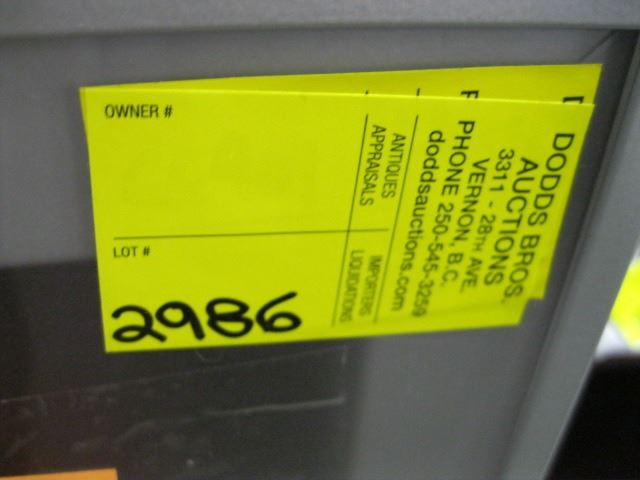 OWNER #
LOT #
2986
DODDS BROS.
AUCTIONS
3311 - 28TH AVE.
VERNON, B.C.
PHONE 250-545-3259
doddsauctions.com
ANTIQUES IMPORTERS
APPRAISALS LIQUIDATIONS